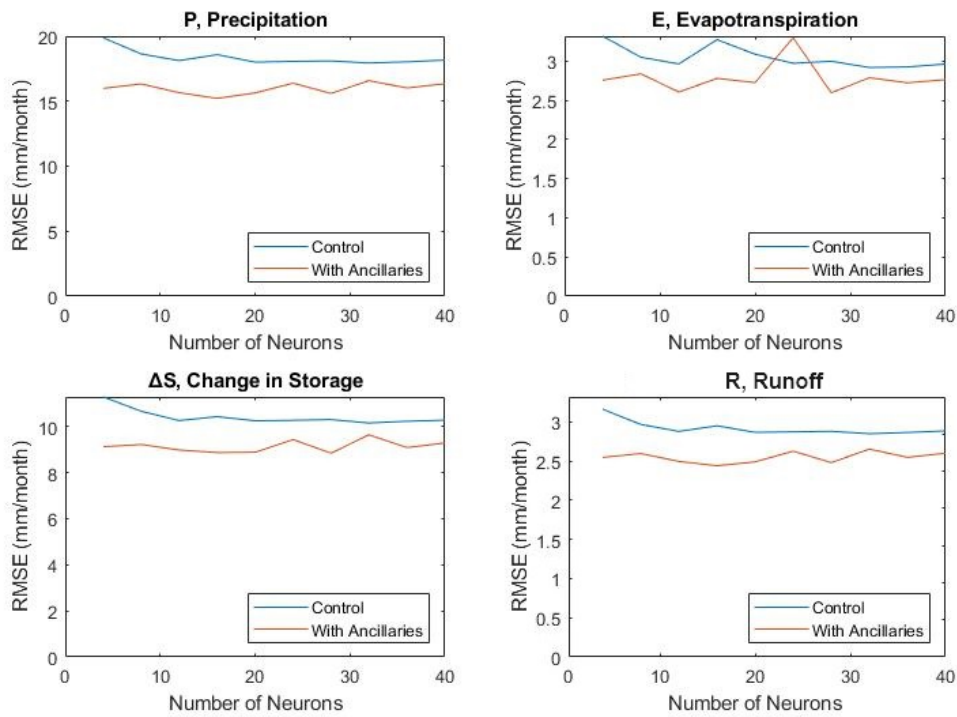 P, Precipitation
RMSE (mm/month)
20
15
10
5
0
0 10 20 30 40
Number of Neurons
Control
With Ancillaries
E, Evapotranspiration
RMSE (mm/month)
3
2.5
2
1.5
1
0.5
0
0 10 20 30 40
Number of Neurons
Control
With Ancillaries
ΔS, Change in Storage
RMSE (mm/month)
10
8
6
4
2
0
0 10 20 30 40
Number of Neurons
Control
With Ancillaries
R, Runoff
RMSE (mm/month)
3
2.5
2
1.5
1
0.5
0
0 10 20 30 40
Number of Neurons
Control
With Ancillaries